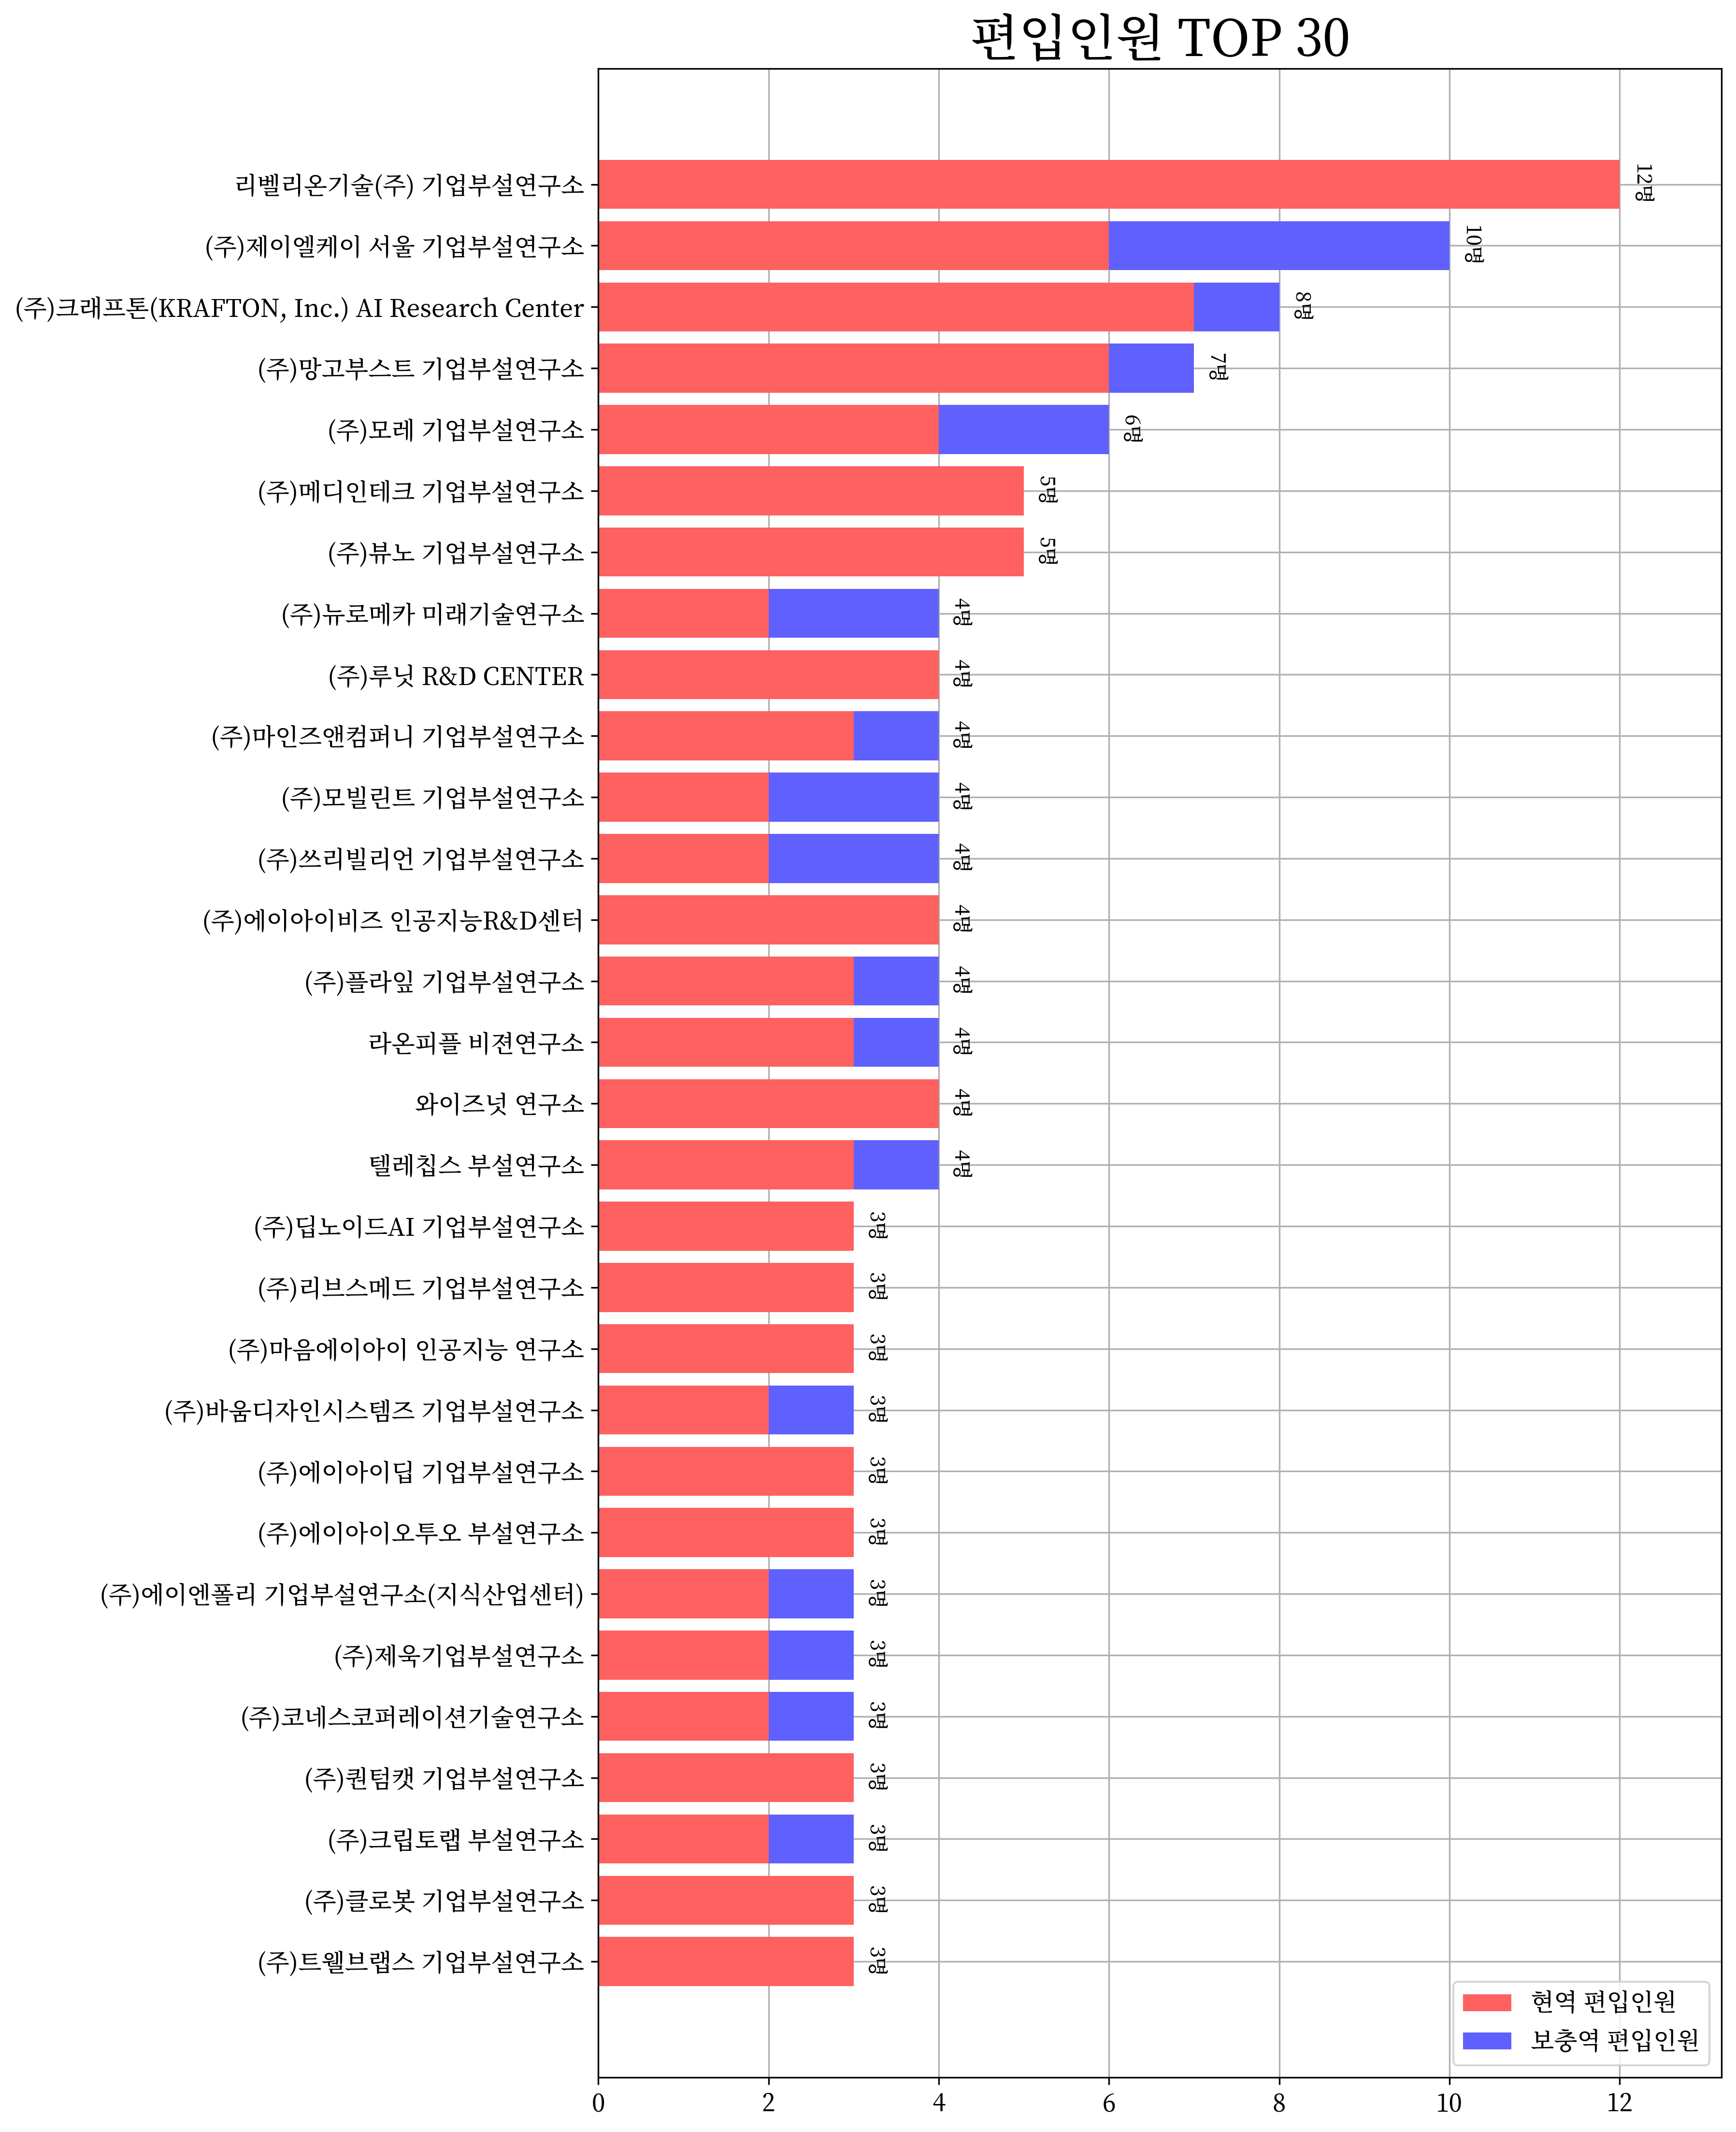 편입인원 TOP 30
리벨리온기술(주) 기업부설연구소
12명
(주)제이엘케이 서울 기업부설연구소
10명
(주)크래프톤(KRAFTON, Inc.) AI Research Center
8명
(주)망고부스트 기업부설연구소
7명
(주)모레 기업부설연구소
6명
(주)메디인테크 기업부설연구소
5명
(주)뷰노 기업부설연구소
5명
(주)뉴로메카 미래기술연구소
4명
(주)루닛 R&D CENTER
4명
(주)마인즈앤컴퍼니 기업부설연구소
4명
(주)모빌린트 기업부설연구소
4명
(주)쓰리빌리언 기업부설연구소
4명
(주)에이아이비즈 인공지능R&D센터
4명
(주)플라잎 기업부설연구소
4명
라온피플 비젼연구소
4명
와이즈넛 연구소
4명
텔레칩스 부설연구소
4명
(주)딥노이드AI 기업부설연구소
3명
(주)리브스메드 기업부설연구소
3명
(주)마음에이아이 인공지능 연구소
3명
(주)바움디자인시스템즈 기업부설연구소
3명
(주)에이아이딥 기업부설연구소
3명
(주)에이아이오투오 부설연구소
3명
(주)에이엔폴리 기업부설연구소(지식산업센터)
3명
(주)제욱기업부설연구소
3명
(주)코네스코퍼레이션기술연구소
3명
(주)퀀텀캣 기업부설연구소
3명
(주)크립토랩 부설연구소
3명
(주)클로봇 기업부설연구소
3명
(주)트웰브랩스 기업부설연구소
3명
현역 편입인원
보충역 편입인원
0 2 4 6 8 10 12